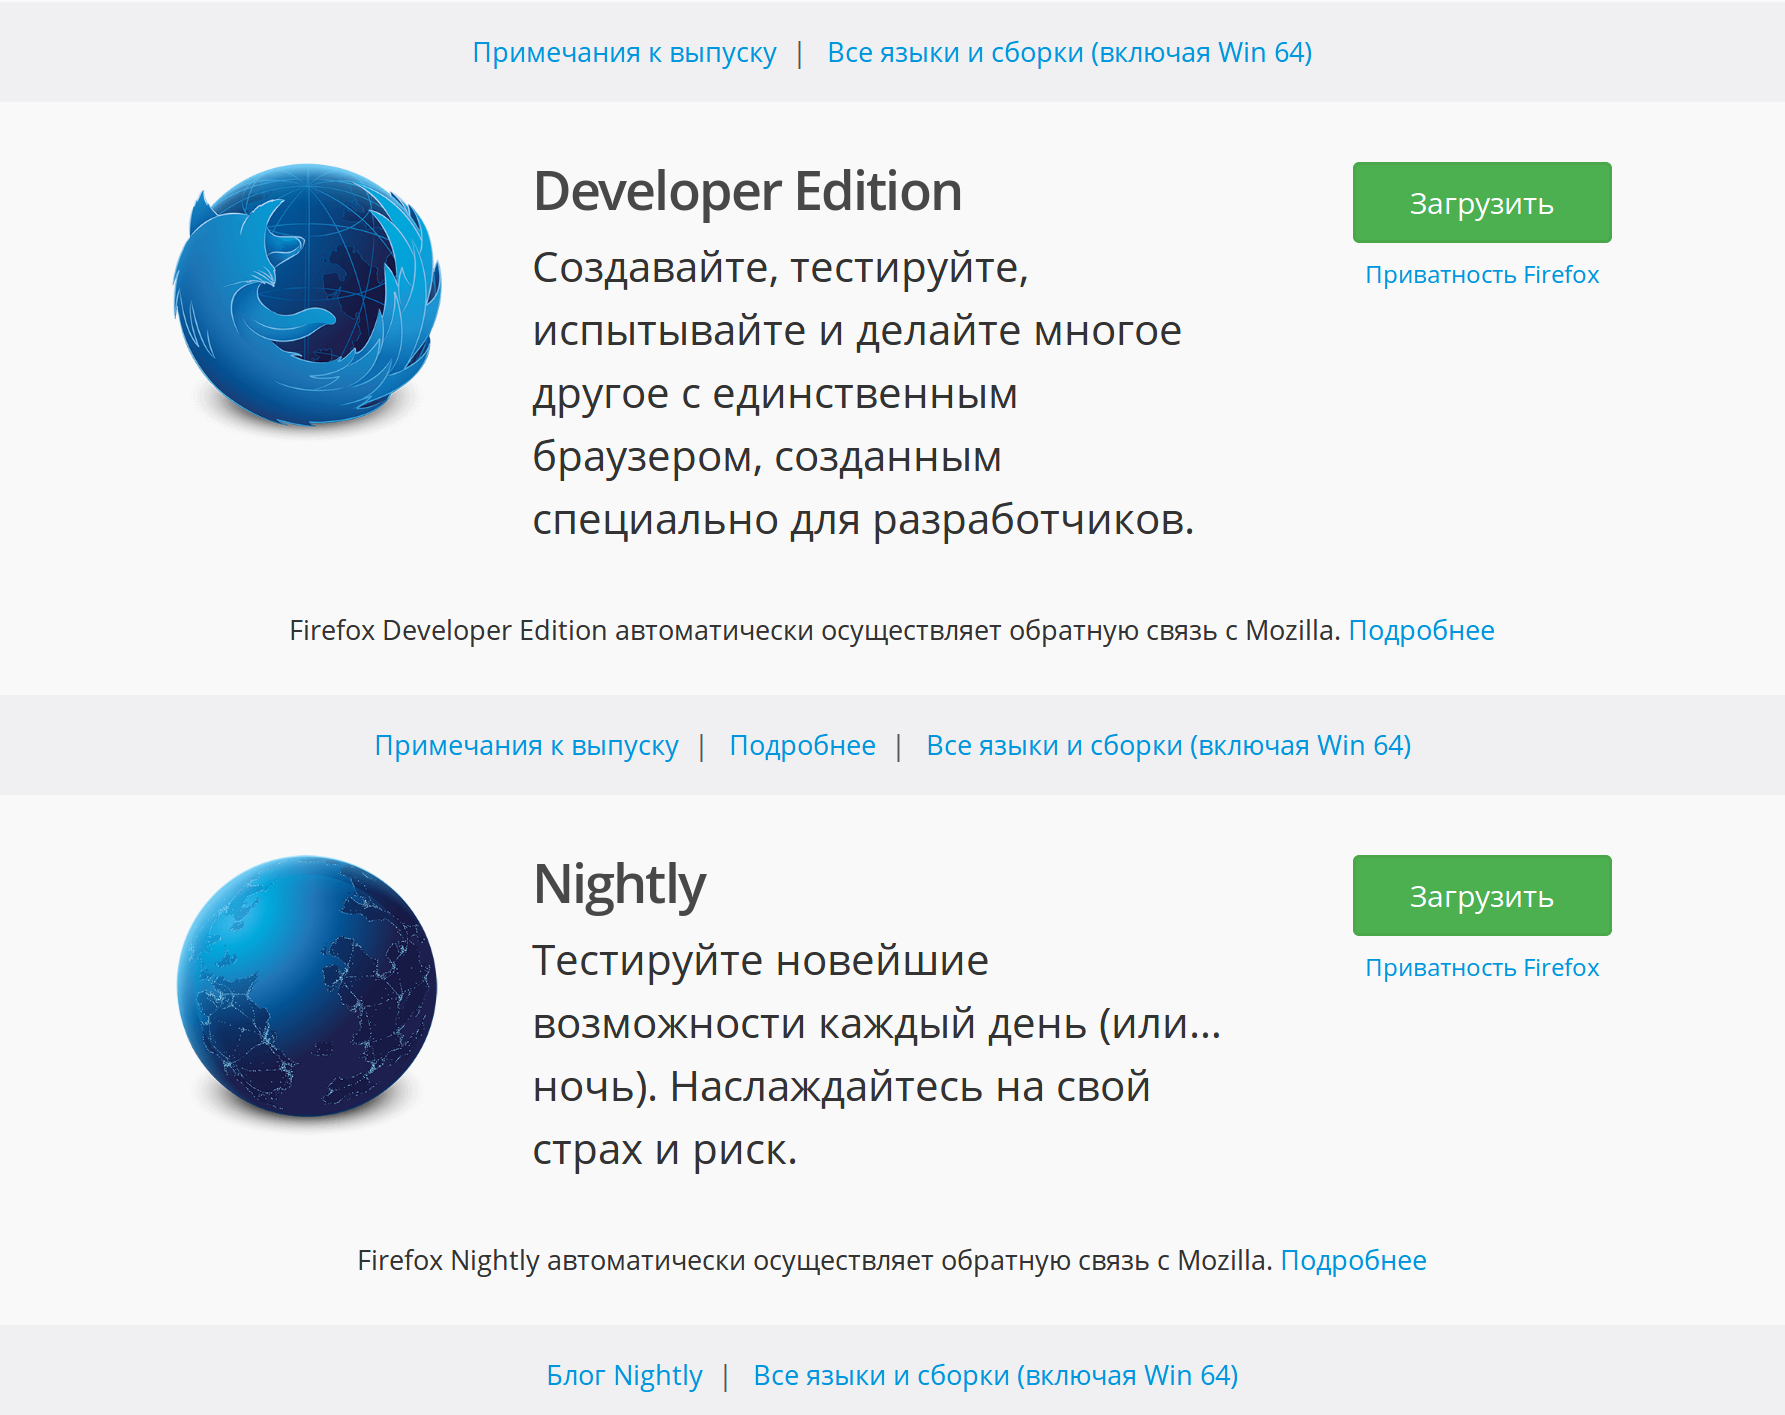 Примечания к выпуску | Все языки и сборки (включая Win 64)
Developer Edition
Загрузить
Приватность Firefox
Создавайте, тестируйте,
испытывайте и делайте многое
другое с единственным
браузером, созданным
специально для разработчиков.
Firefox Developer Edition автоматически осуществляет обратную связь с Mozilla. Подробнее
Примечания к выпуску | Подробнее | Все языки и сборки (включая Win 64)
Nightly
Загрузить
Приватность Firefox
Тестируйте новейшие
возможности каждый день (или...
ночь). Наслаждайтесь на свой
страх и риск.
Firefox Nightly автоматически осуществляет обратную связь с Mozilla. Подробнее
Блог Nightly | Все языки и сборки (включая Win 64)